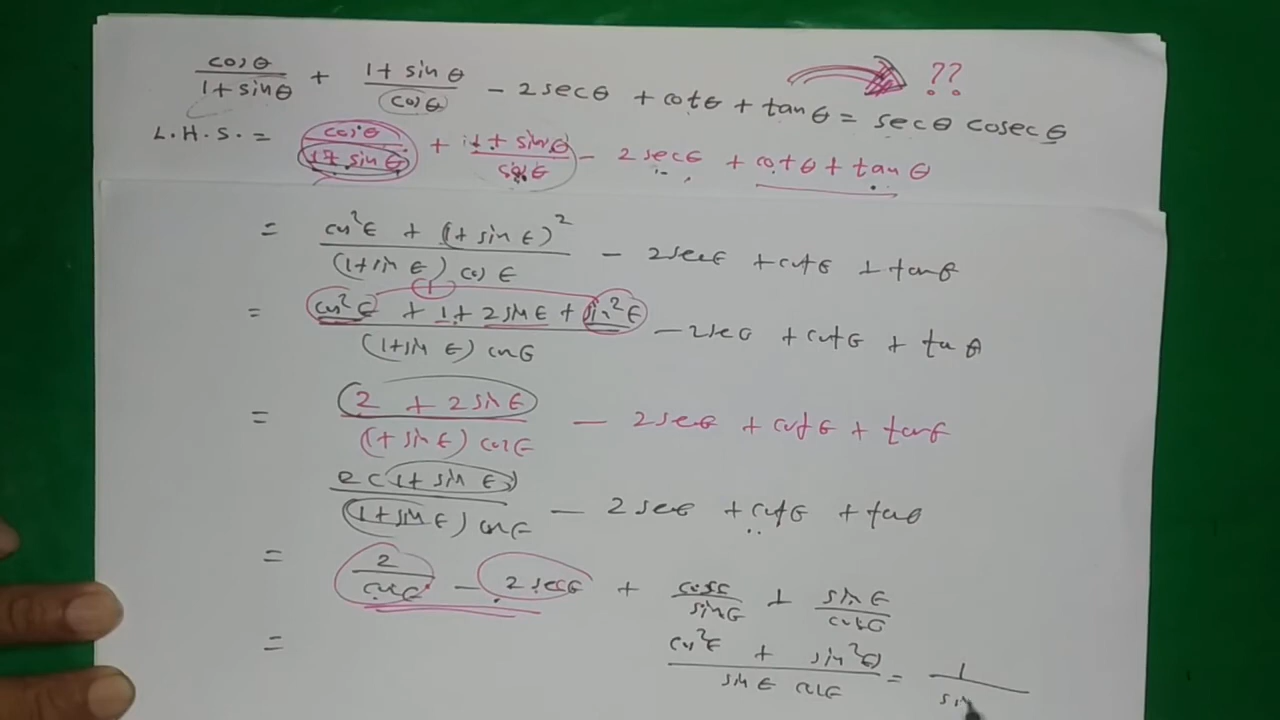 cosθ/(1 + sinθ) + (1 + sinθ)/cosθ - 2secθ + cotθ + tanθ = secθ cosecθ ??
L.H.S. = cosθ/(1 + sinθ) + (1 + sinθ)/cosθ - 2secθ + cotθ + tanθ
= (cos²θ + (1 + sinθ)²)/((1 + sinθ) cosθ) - 2secθ + cotθ + tanθ
= (cos²θ + 1 + 2sinθ + sin²θ)/((1 + sinθ) cosθ) - 2secθ + cotθ + tanθ
= (2 + 2sinθ)/((1 + sinθ) cosθ) - 2secθ + cotθ + tanθ
2(1 + sinθ)/((1 + sinθ) cosθ) - 2secθ + cotθ + tanθ
= 2/cosθ - 2secθ + cosθ/sinθ + sinθ/cosθ
= (cos²θ + sin²θ)/(sinθ cosθ) = 1/sin